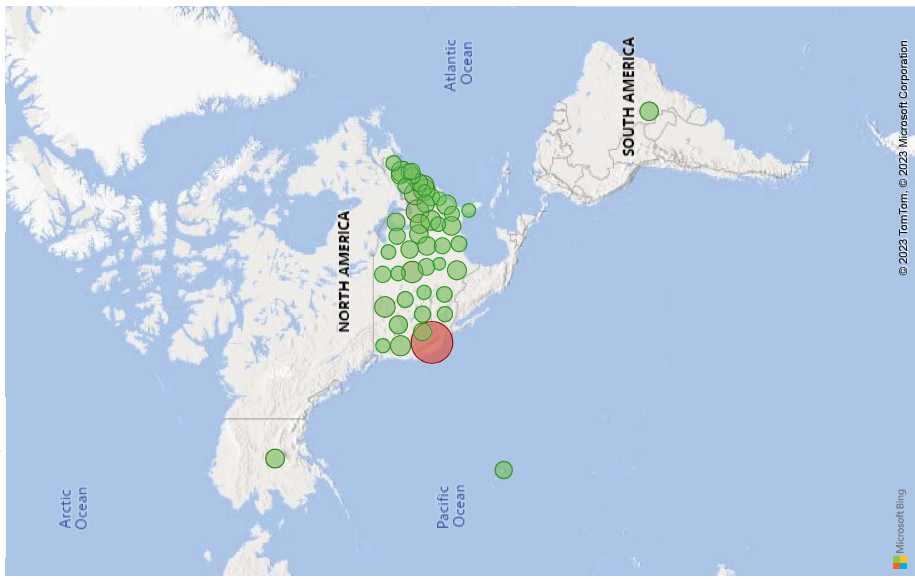 Arctic
Ocean
NORTH AMERICA
Atlantic
Ocean
Pacific
Ocean
SOUTH AMERICA
Microsoft Bing
© 2023 TomTom, © 2023 Microsoft Corporation